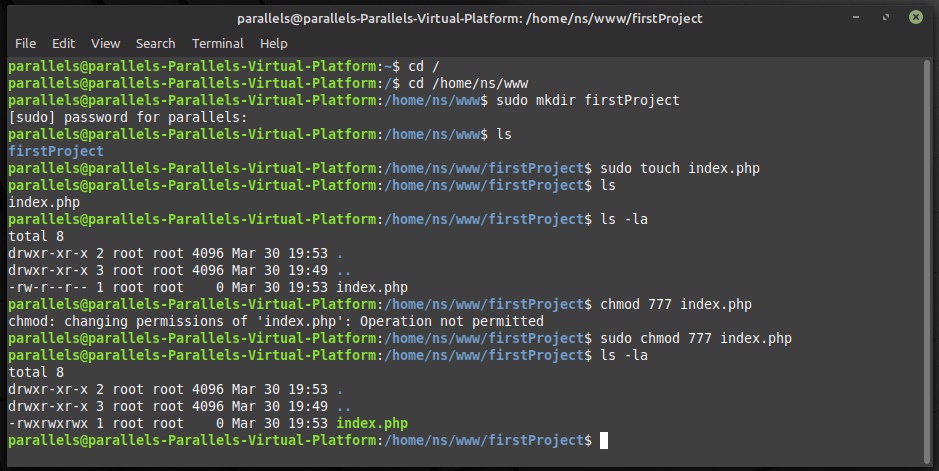 parallels@parallels-Parallels-Virtual-Platform: /home/ns/www/firstProject
File Edit View Search Terminal Help
parallels@parallels-Parallels-Virtual-Platform:~$ cd /
parallels@parallels-Parallels-Virtual-Platform:/$ cd /home/ns/www
parallels@parallels-Parallels-Virtual-Platform:/home/ns/www$ sudo mkdir firstProject
[sudo] password for parallels:
parallels@parallels-Parallels-Virtual-Platform:/home/ns/www$ ls
firstProject
parallels@parallels-Parallels-Virtual-Platform:/home/ns/www/firstProject$ sudo touch index.php
parallels@parallels-Parallels-Virtual-Platform:/home/ns/www/firstProject$ ls
index.php
parallels@parallels-Parallels-Virtual-Platform:/home/ns/www/firstProject$ ls -la
total 8
drwxr-xr-x 2 root root 4096 Mar 30 19:53 .
drwxr-xr-x 3 root root 4096 Mar 30 19:49 ..
-rw-r--r-- 1 root root    0 Mar 30 19:53 index.php
parallels@parallels-Parallels-Virtual-Platform:/home/ns/www/firstProject$ chmod 777 index.php
chmod: changing permissions of 'index.php': Operation not permitted
parallels@parallels-Parallels-Virtual-Platform:/home/ns/www/firstProject$ sudo chmod 777 index.php
parallels@parallels-Parallels-Virtual-Platform:/home/ns/www/firstProject$ ls -la
total 8
drwxr-xr-x 2 root root 4096 Mar 30 19:53 .
drwxr-xr-x 3 root root 4096 Mar 30 19:49 ..
-rwxrwxrwx 1 root root    0 Mar 30 19:53 index.php
parallels@parallels-Parallels-Virtual-Platform:/home/ns/www/firstProject$